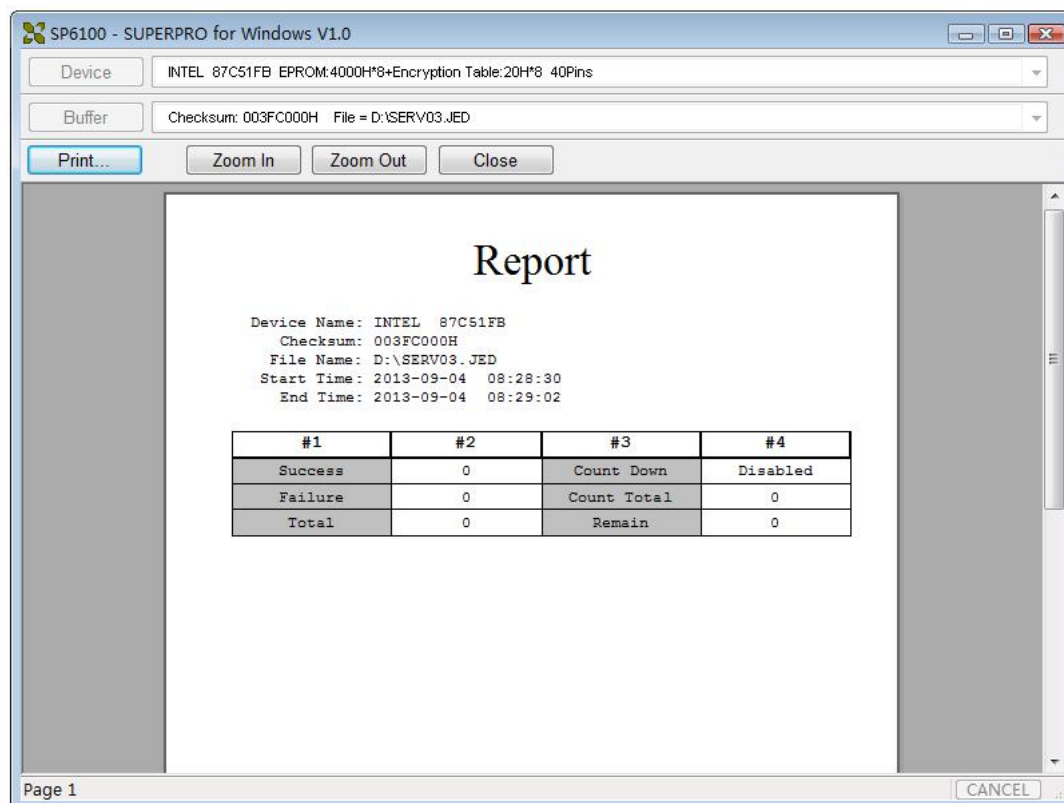 SP6100 - SUPERPRO for Windows V1.0
Device INTEL 87C51FB EPROM:4000H*8+Encryption Table:20H*8 40Pins
Buffer Checksum: 003FC000H File = D:\SERV03.JED
Print... Zoom In Zoom Out Close
Report
Device Name: INTEL 87C51FB
Checksum: 003FC000H
File Name: D:\SERV03.JED
Start Time: 2013-09-04 08:28:30
End Time: 2013-09-04 08:29:02
#1 #2 #3 #4
Success 0 Count Down Disabled
Failure 0 Count Total 0
Total 0 Remain 0
Page 1 CANCEL